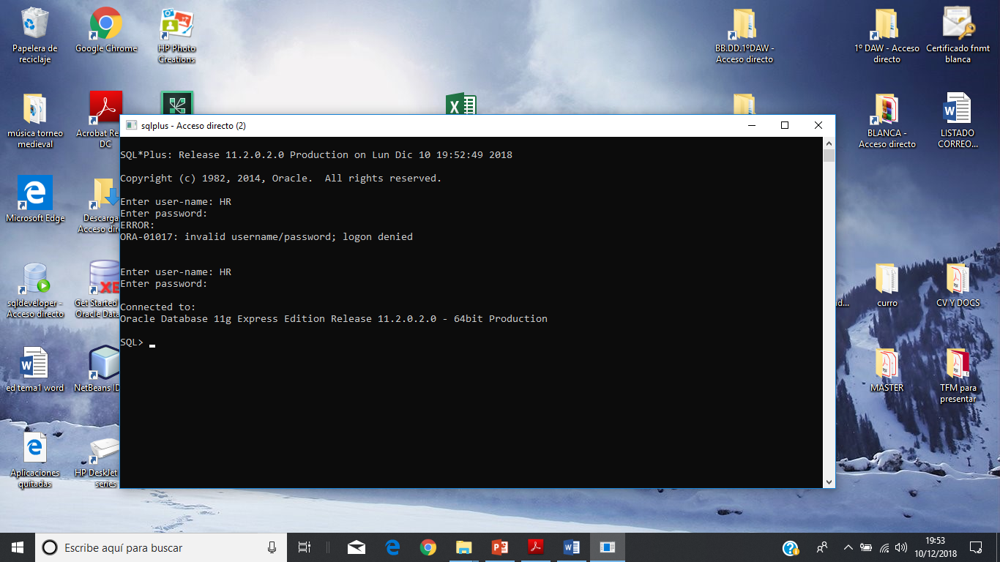 Papelera de
reciclaje
Google Chrome
HP Photo
Creations
BB.DD.1ºDAW -
Acceso directo
1º DAW - Acceso
directo
Certificado fnmt
blanca
música torneo
medieval
Acrobat Re
DC
BLANCA -
Acceso directo
LISTADO
CORREO...
Microsoft Edge
Descarga
Acceso dire
sqldeveloper -
Acceso directo
XE
Get Started
Oracle Data
d...
curro
CV Y DOCS
ed tema1 word
NetBeans ID
MASTER
TFM para
presentar
Aplicaciones
quitadas
HP DeskJet
series
sqlplus - Acceso directo (2)
SQL*Plus: Release 11.2.0.2.0 Production on Lun Dic 10 19:52:49 2018
Copyright (c) 1982, 2014, Oracle.  All rights reserved.
Enter user-name: HR
Enter password:
ERROR:
ORA-01017: invalid username/password; logon denied
Enter user-name: HR
Enter password:
Connected to:
Oracle Database 11g Express Edition Release 11.2.0.2.0 - 64bit Production
SQL>
Escribe aquí para buscar
19:53
10/12/2018